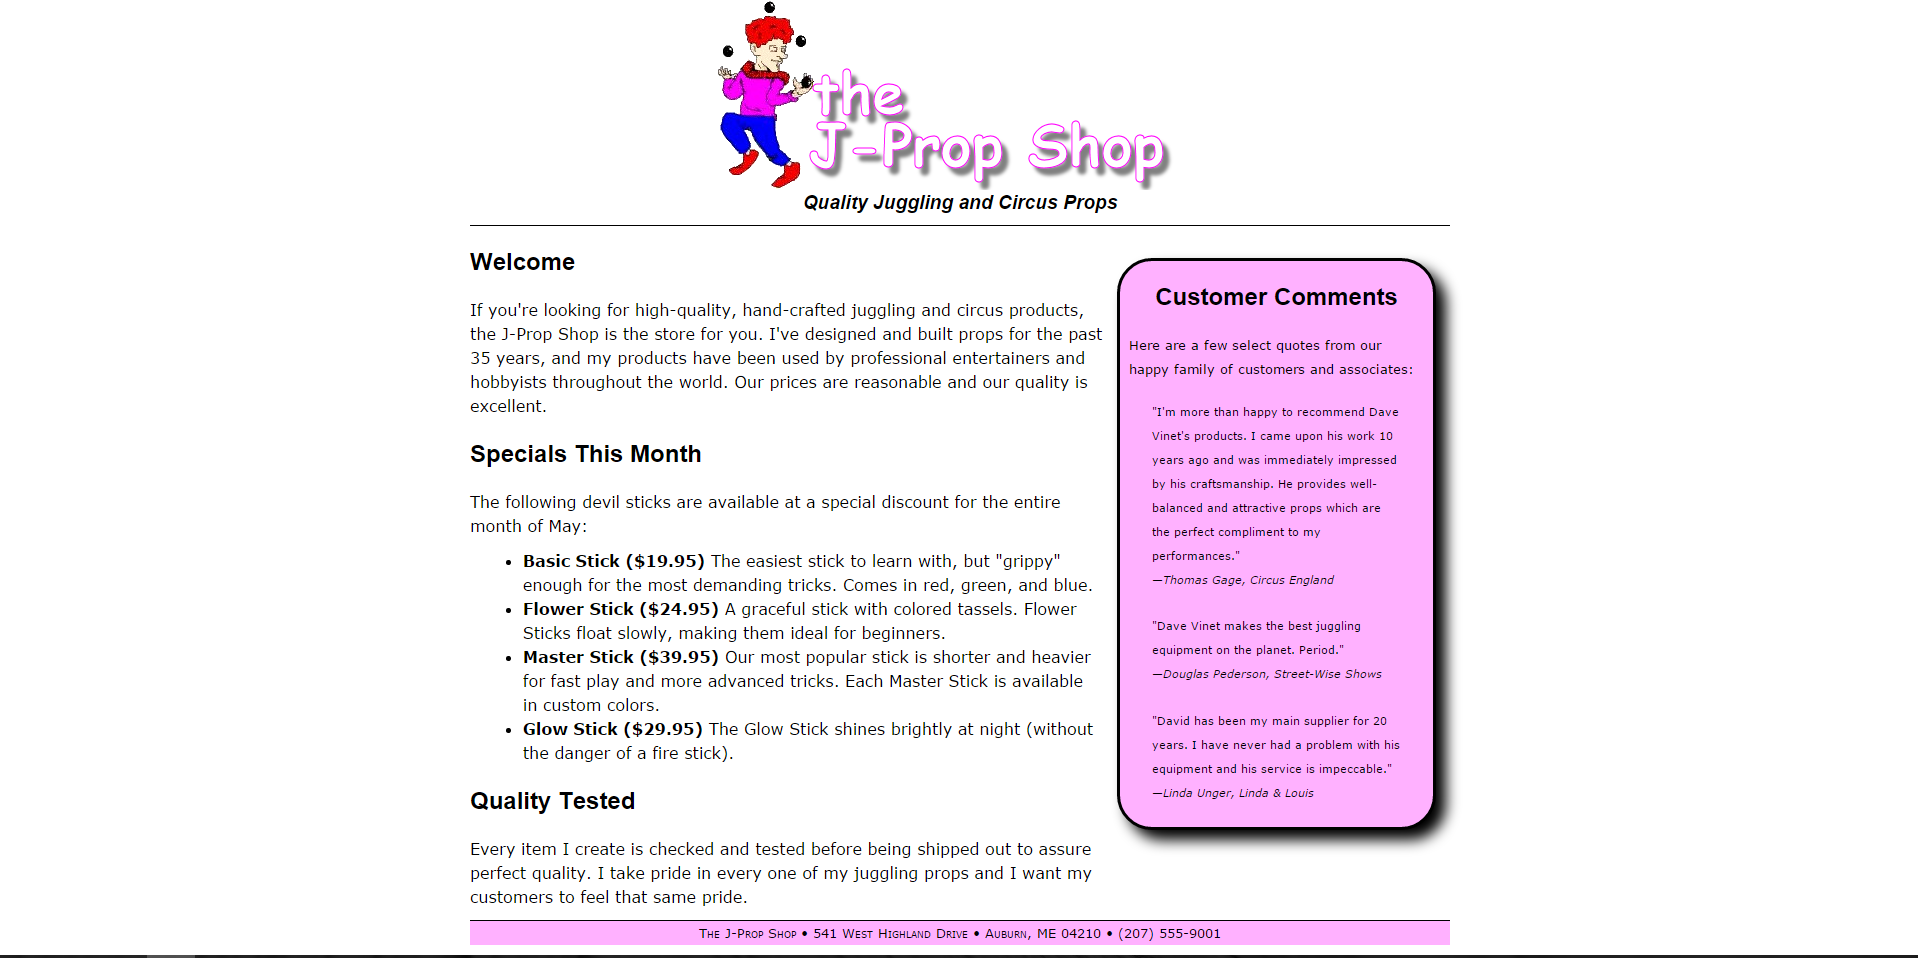 the
J-Prop Shop
Quality Juggling and Circus Props
Welcome
If you're looking for high-quality, hand-crafted juggling and circus products,
the J-Prop Shop is the store for you. I've designed and built props for the past
35 years, and my products have been used by professional entertainers and
hobbyists throughout the world. Our prices are reasonable and our quality is
excellent.
Specials This Month
The following devil sticks are available at a special discount for the entire
month of May:
• Basic Stick ($19.95) The easiest stick to learn with, but "grippy"
enough for the most demanding tricks. Comes in red, green, and blue.
• Flower Stick ($24.95) A graceful stick with colored tassels. Flower
Sticks float slowly, making them ideal for beginners.
• Master Stick ($39.95) Our most popular stick is shorter and heavier
for fast play and more advanced tricks. Each Master Stick is available
in custom colors.
• Glow Stick ($29.95) The Glow Stick shines brightly at night (without
the danger of a fire stick).
Quality Tested
Every item I create is checked and tested before being shipped out to assure
perfect quality. I take pride in every one of my juggling props and I want my
customers to feel that same pride.
Customer Comments
Here are a few select quotes from our
happy family of customers and associates:
"I'm more than happy to recommend Dave
Vinet's products. I came upon his work 10
years ago and was immediately impressed
by his craftsmanship. He provides well-
balanced and attractive props which are
the perfect compliment to my
performances."
—Thomas Gage, Circus England
"Dave Vinet makes the best juggling
equipment on the planet. Period."
—Douglas Pederson, Street-Wise Shows
"David has been my main supplier for 20
years. I have never had a problem with his
equipment and his service is impeccable."
—Linda Unger, Linda & Louis
The J-Prop Shop • 541 West Highland Drive • Auburn, ME 04210 • (207) 555-9001